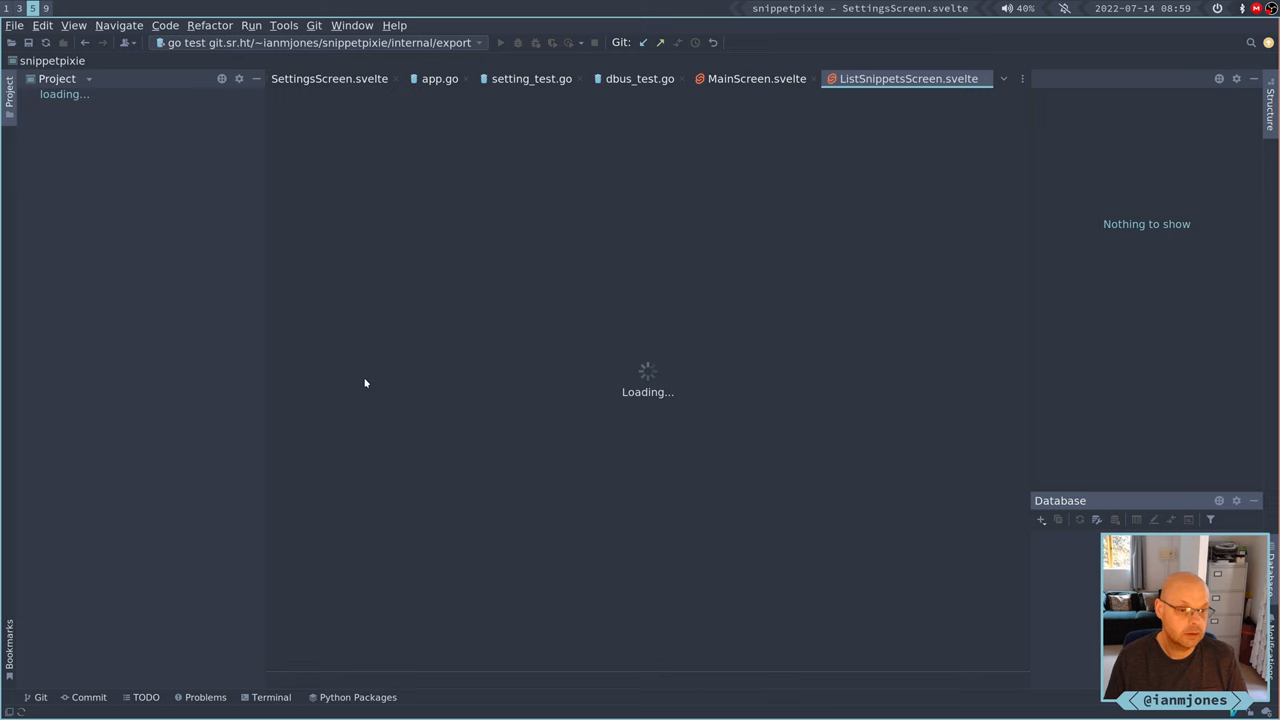 1 3 5 9
snippetpixie – SettingsScreen.svelte
40%
2022-07-14 08:59
File Edit View Navigate Code Refactor Run Tools Git Window Help
go test git.sr.ht/~ianmjones/snippetpixie/internal/export
Git:
snippetpixie
Project
Project
SettingsScreen.svelte
app.go
setting_test.go
dbus_test.go
MainScreen.svelte
ListSnippetsScreen.svelte
Structure
loading...
Nothing to show
Loading...
Database
Database
Notifications
Bookmarks
@ianmjones
Git
Commit
TODO
Problems
Terminal
Python Packages